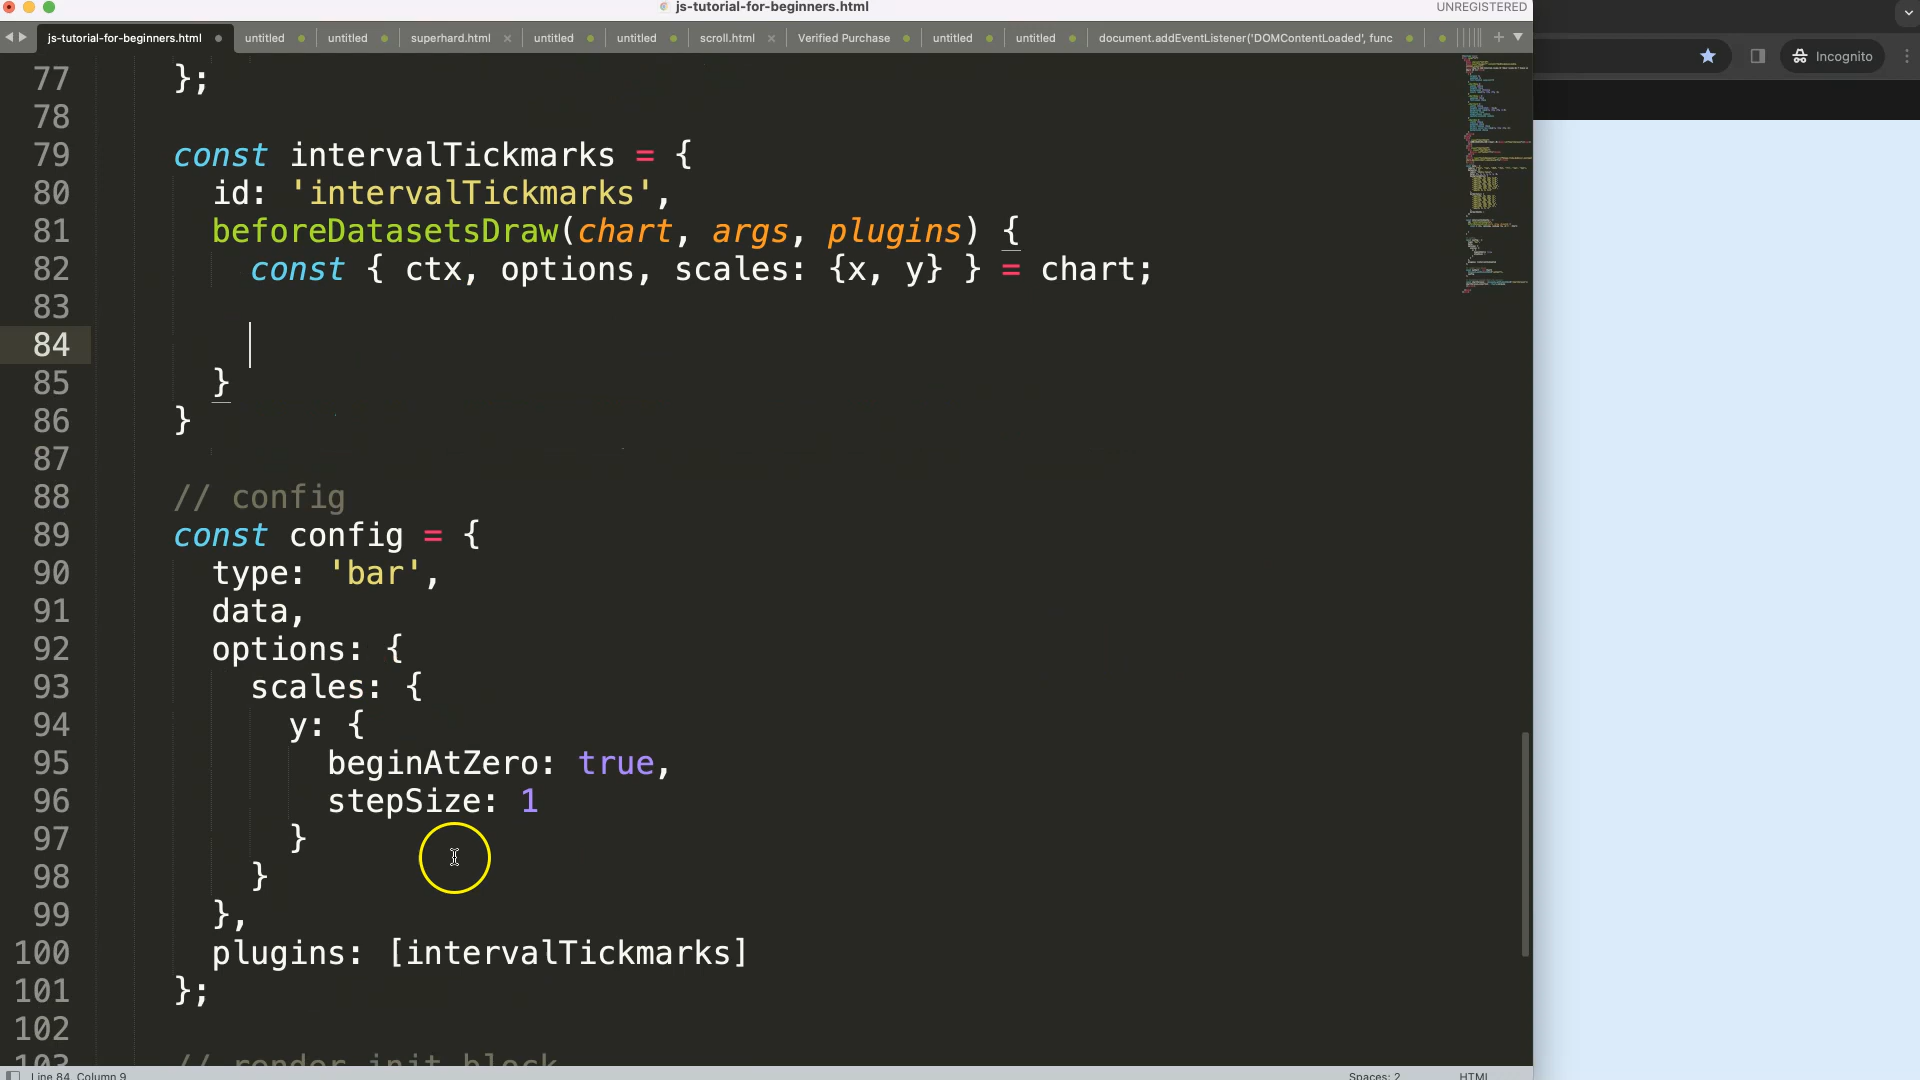 js-tutorial-for-beginners.html
UNREGISTERED
js-tutorial-for-beginners.html untitled untitled superhard.html untitled untitled scroll.html Verified Purchase untitled untitled document.addEventListener('DOMContentLoaded', func
Incognito
77 };
78
79 const intervalTickmarks = {
80 id: 'intervalTickmarks',
81 beforeDatasetsDraw(chart, args, plugins) {
82 const { ctx, options, scales: {x, y} } = chart;
83
84
85 }
86 }
87
88 // config
89 const config = {
90 type: 'bar',
91 data,
92 options: {
93 scales: {
94 y: {
95 beginAtZero: true,
96 stepSize: 1
97 }
98 }
99 },
100 plugins: [intervalTickmarks]
101 };
102
103 // render init block
Line 84, Column 9
Spaces: 2
HTML